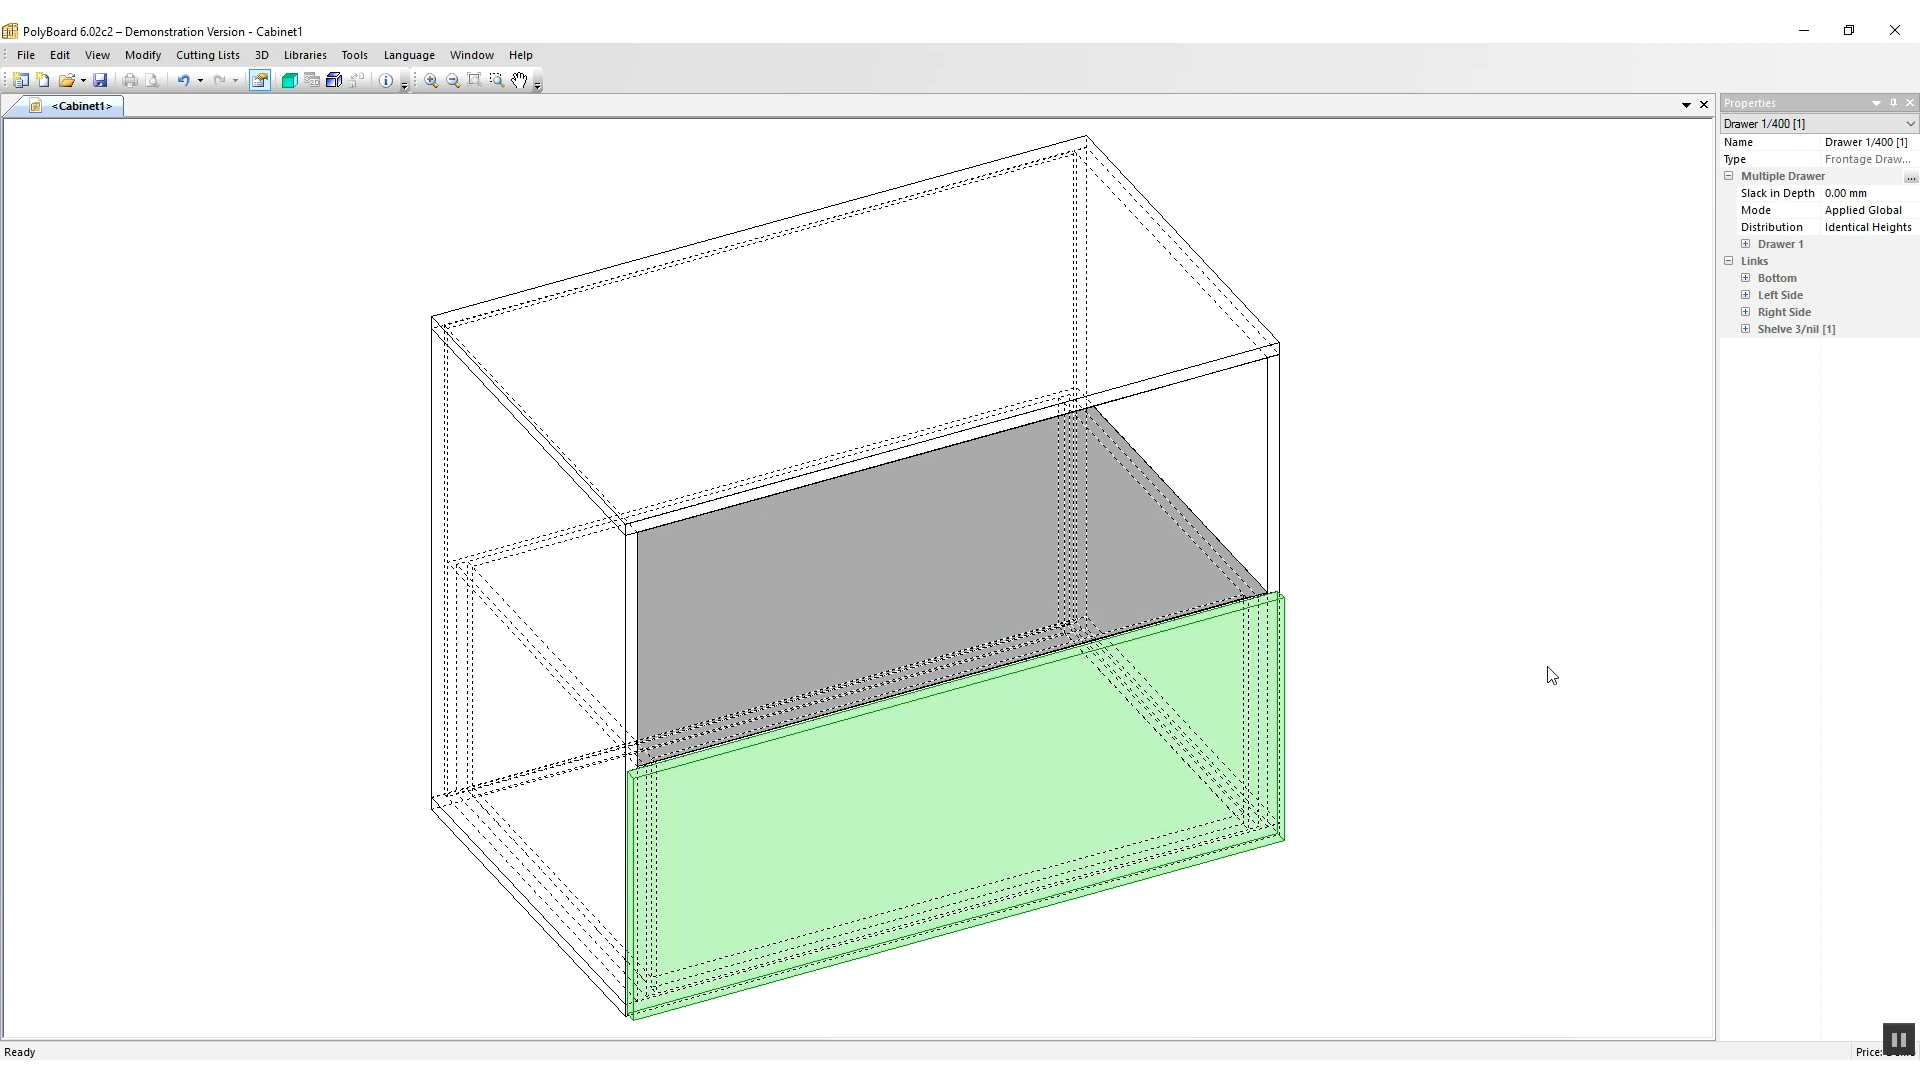 PolyBoard 6.02c2 – Demonstration Version - Cabinet1
File Edit View Modify Cutting Lists 3D Libraries Tools Language Window Help
<Cabinet1>
Properties
Drawer 1/400 [1]
Name Drawer 1/400 [1]
Type Frontage Draw...
Multiple Drawer ...
Slack in Depth 0.00 mm
Mode Applied Global
Distribution Identical Heights
Drawer 1
Links
Bottom
Left Side
Right Side
Shelve 3/nil [1]
Ready
Price: